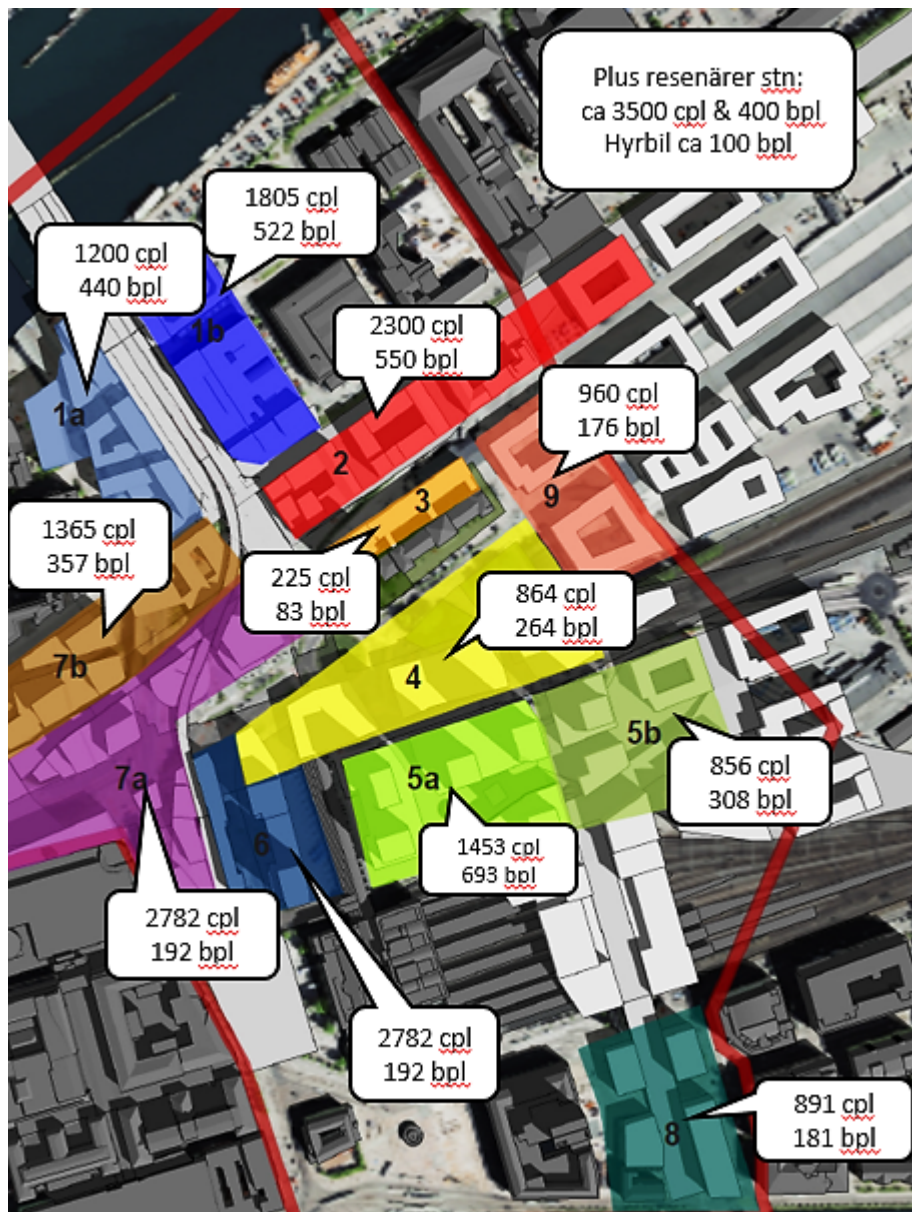 Plus resenärer stn:
ca 3500 cpl & 400 bpl
Hyrbil ca 100 bpl
1805 cpl
522 bpl
1200 cpl
440 bpl
1b
2300 cpl
550 bpl
1a
960 cpl
176 bpl
2
3
9
1365 cpl
357 bpl
225 cpl
83 bpl
864 cpl
264 bpl
7b
4
5b
7a
5a
856 cpl
308 bpl
6
1453 cpl
693 bpl
2782 cpl
192 bpl
2782 cpl
192 bpl
891 cpl
181 bpl
8